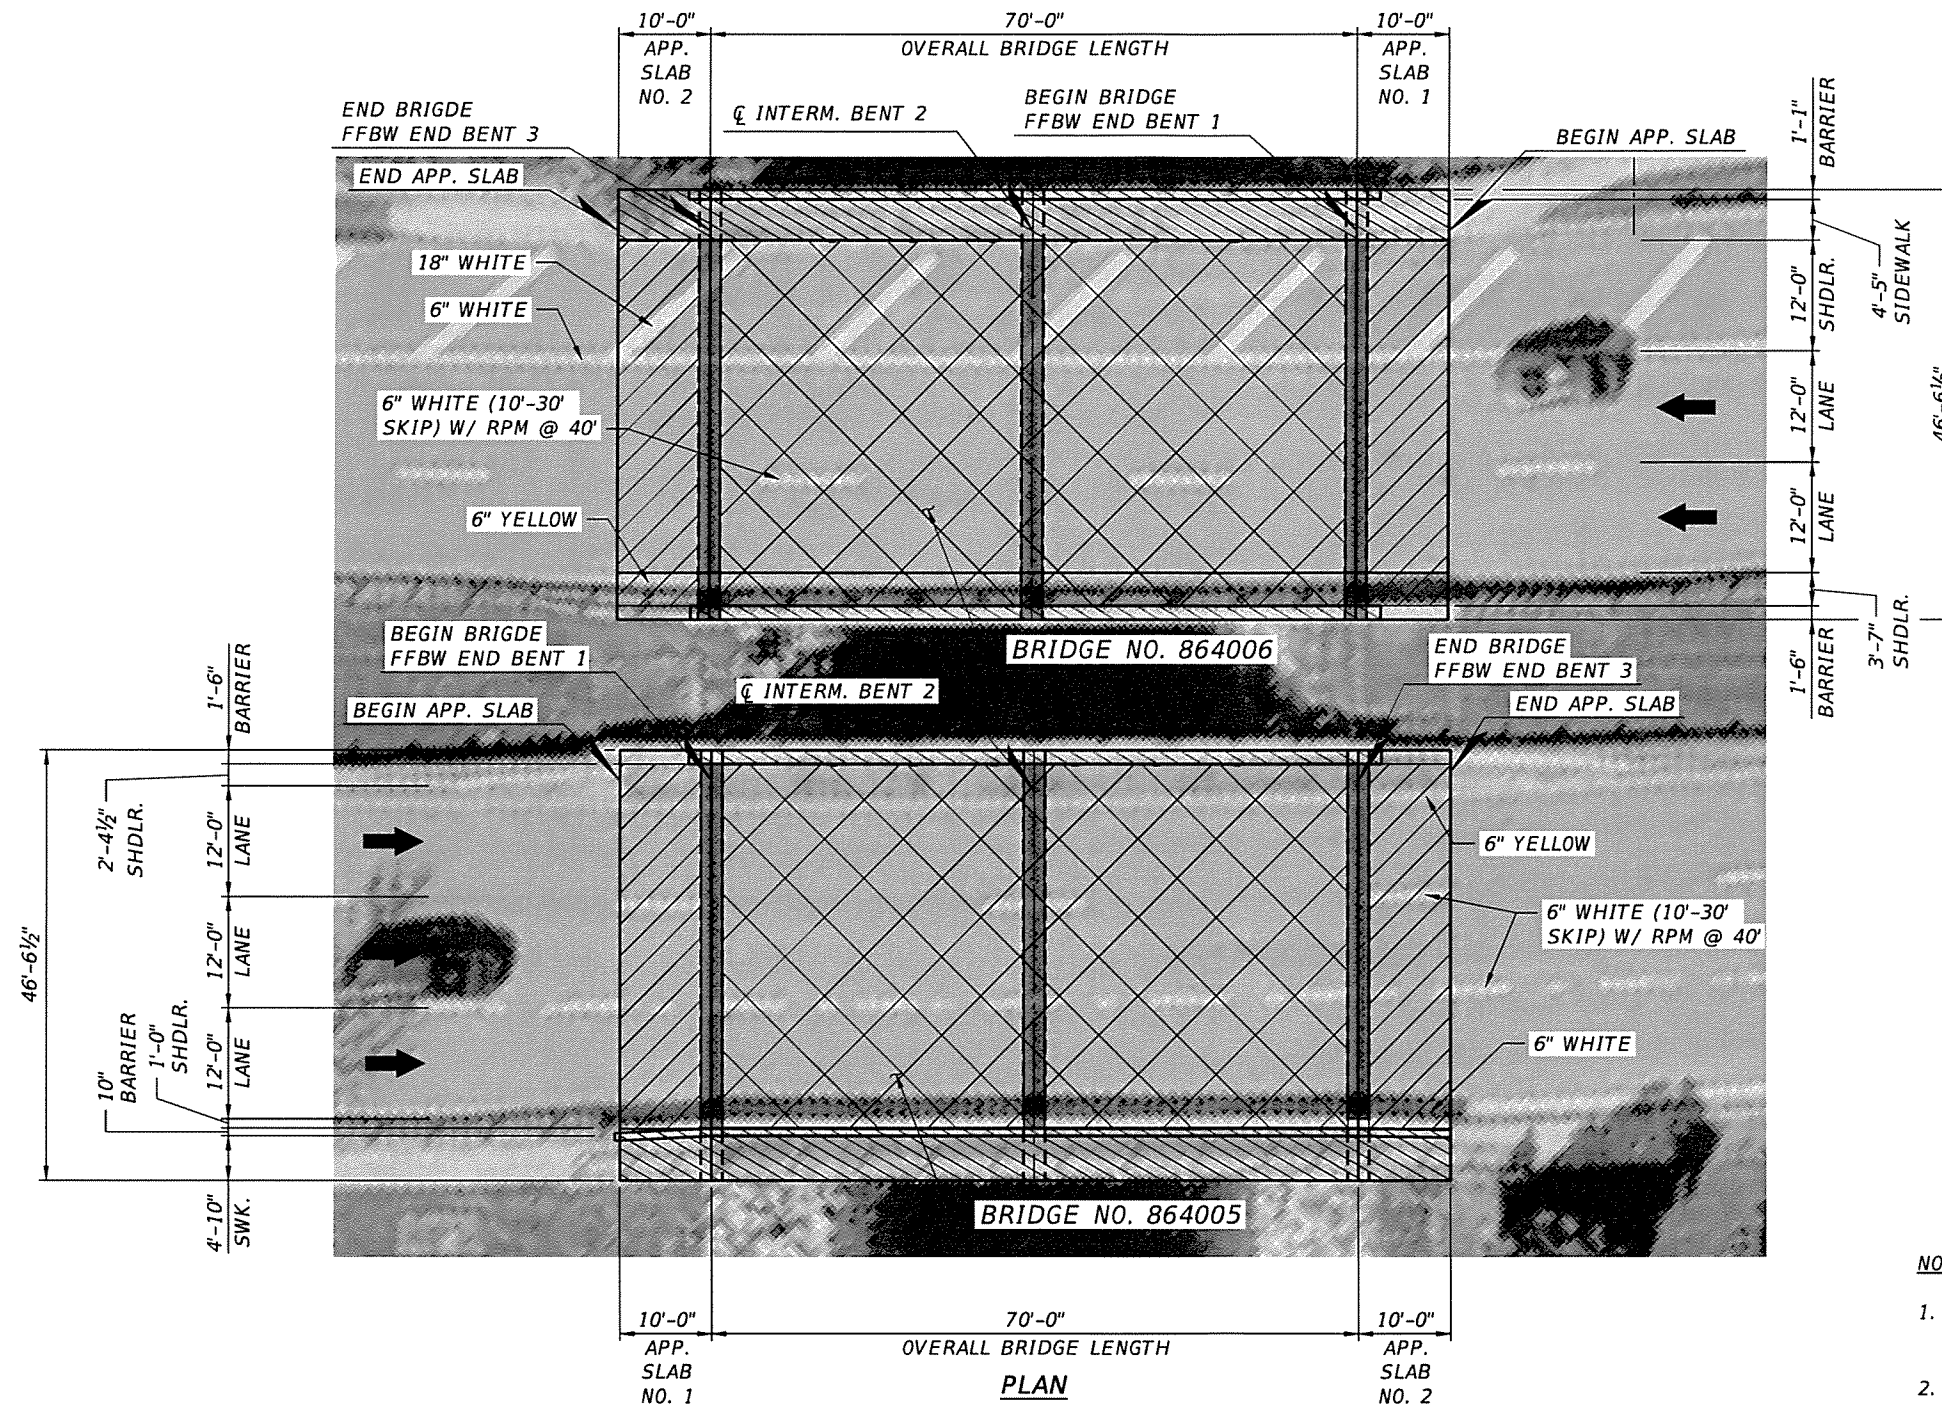 10'-0"
70'-0"
10'-0"
APP.
SLAB
NO. 2
OVERALL BRIDGE LENGTH
APP.
SLAB
NO. 1
END BRIGDE
FFBW END BENT 3
℄ INTERM. BENT 2
BEGIN BRIDGE
FFBW END BENT 1
BEGIN APP. SLAB
1'-1"
BARRIER
END APP. SLAB
18" WHITE
6" WHITE
12'-0"
SHDLR.
4'-5"
SIDEWALK
6" WHITE (10'-30'
SKIP) W/ RPM @ 40'
12'-0"
LANE
46'-6¼"
6" YELLOW
12'-0"
LANE
3'-7"
SHDLR.
1'-6"
BARRIER
BRIDGE NO. 864006
BEGIN BRIGDE
FFBW END BENT 1
END BRIDGE
FFBW END BENT 3
1'-6"
BARRIER
℄ INTERM. BENT 2
BEGIN APP. SLAB
END APP. SLAB
2'-4½"
SHDLR.
12'-0"
LANE
6" YELLOW
46'-6½"
12'-0"
LANE
6" WHITE (10'-30'
SKIP) W/ RPM @ 40'
10"
BARRIER
1'-0"
SHDLR.
12'-0"
LANE
6" WHITE
4'-10"
SWK.
BRIDGE NO. 864005
NO
1.
2.
10'-0"
70'-0"
10'-0"
APP.
SLAB
NO. 1
OVERALL BRIDGE LENGTH
APP.
SLAB
NO. 2
PLAN